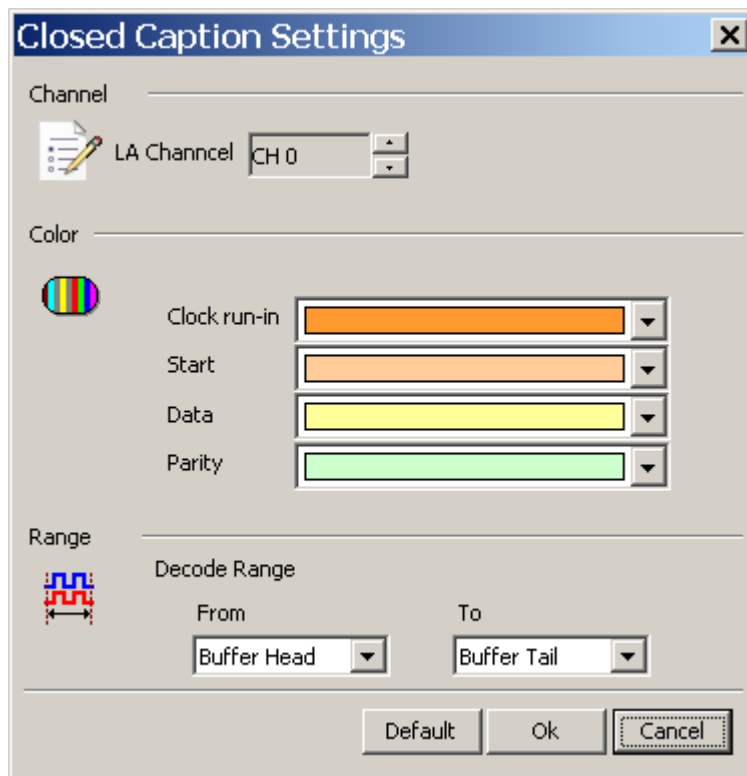 Closed Caption Settings
Channel
LA Channcel CH 0
Color
Clock run-in
Start
Data
Parity
Range
Decode Range
From To
Buffer Head Buffer Tail
Default Ok Cancel